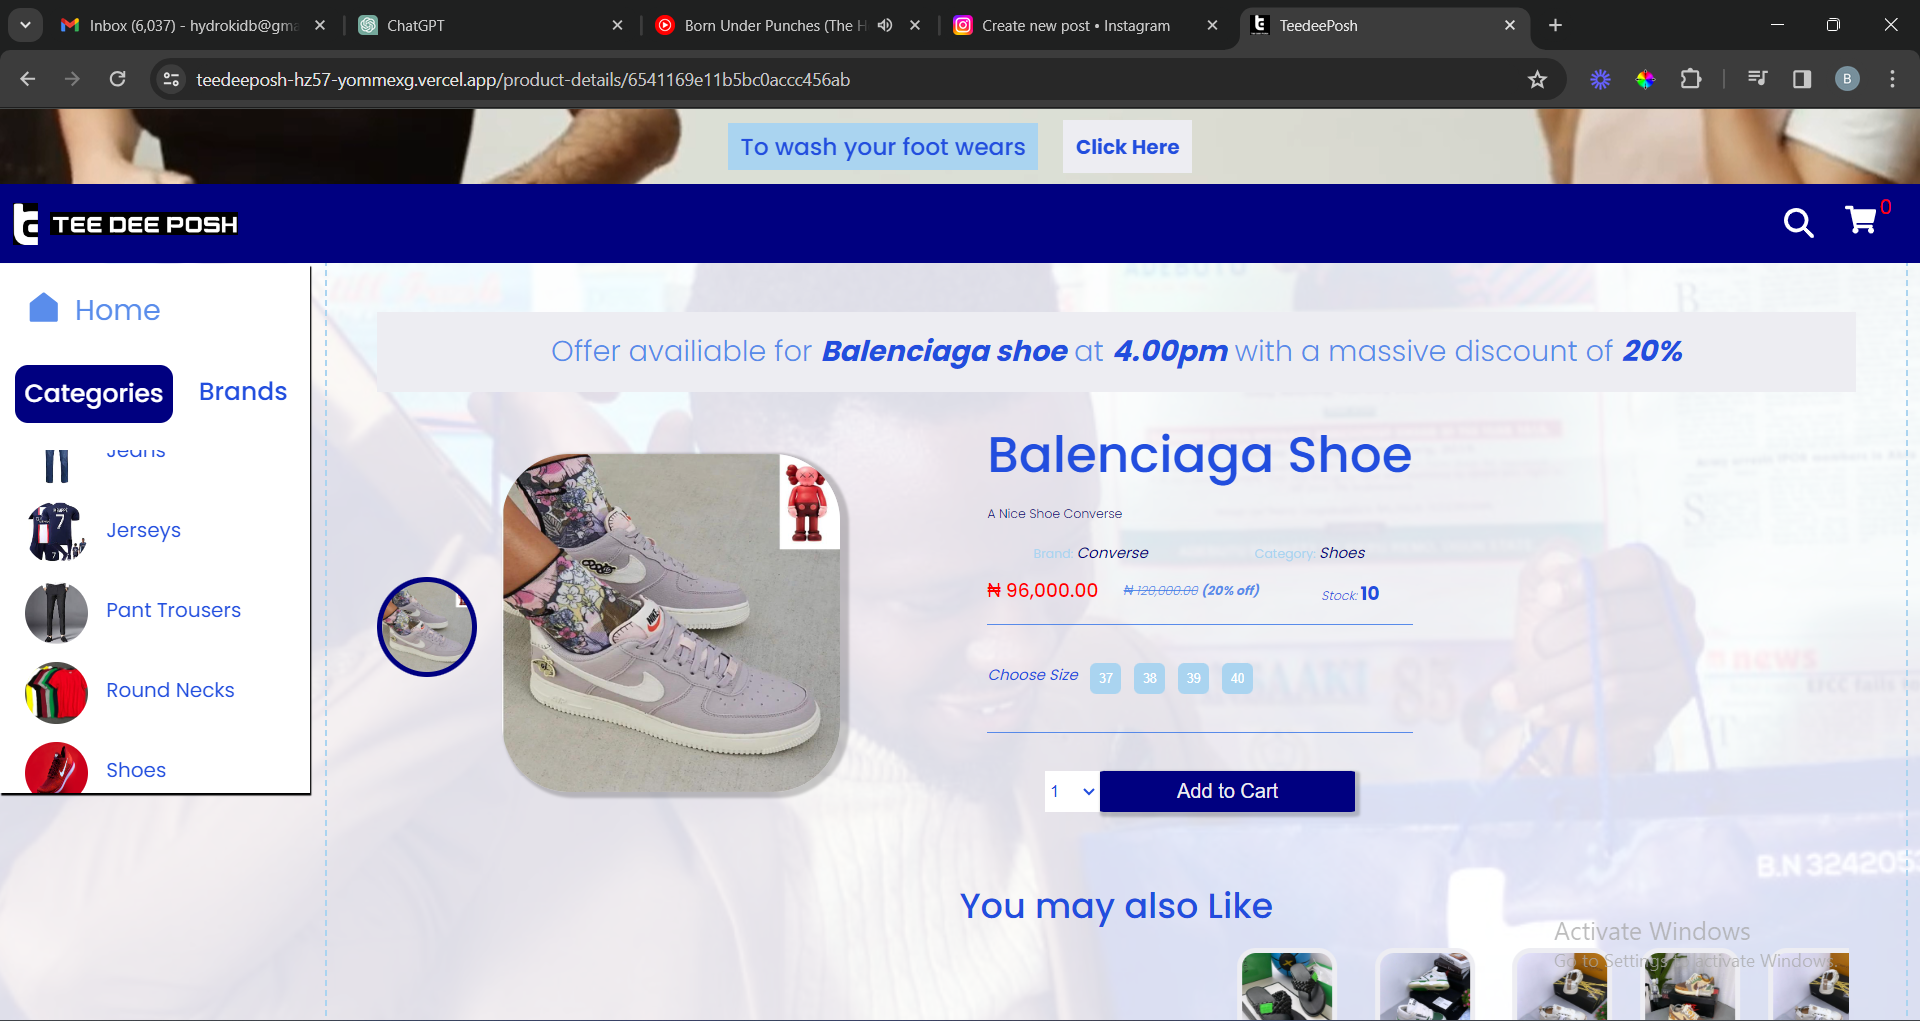 Inbox (6,037) - hydrokidb@gma
ChatGPT
Born Under Punches (The H
Create new post • Instagram
TeedeePosh
teedeeposh-hz57-yommexg.vercel.app/product-details/6541169e11b5bc0accc456ab
B
To wash your foot wears
Click Here
TEE DEE POSH
0
Home
Categories
Brands
Jeans
Jerseys
Pant Trousers
Round Necks
Shoes
Offer availiable for Balenciaga shoe at 4.00pm with a massive discount of 20%
Balenciaga Shoe
A Nice Shoe Converse
Brand: Converse
Category: Shoes
₦ 96,000.00
₦ 120,000.00 (20% off)
Stock: 10
Choose Size
37
38
39
40
1
Add to Cart
B.N 3242053
You may also Like
Activate Windows
Go to Settings to activate Windows.